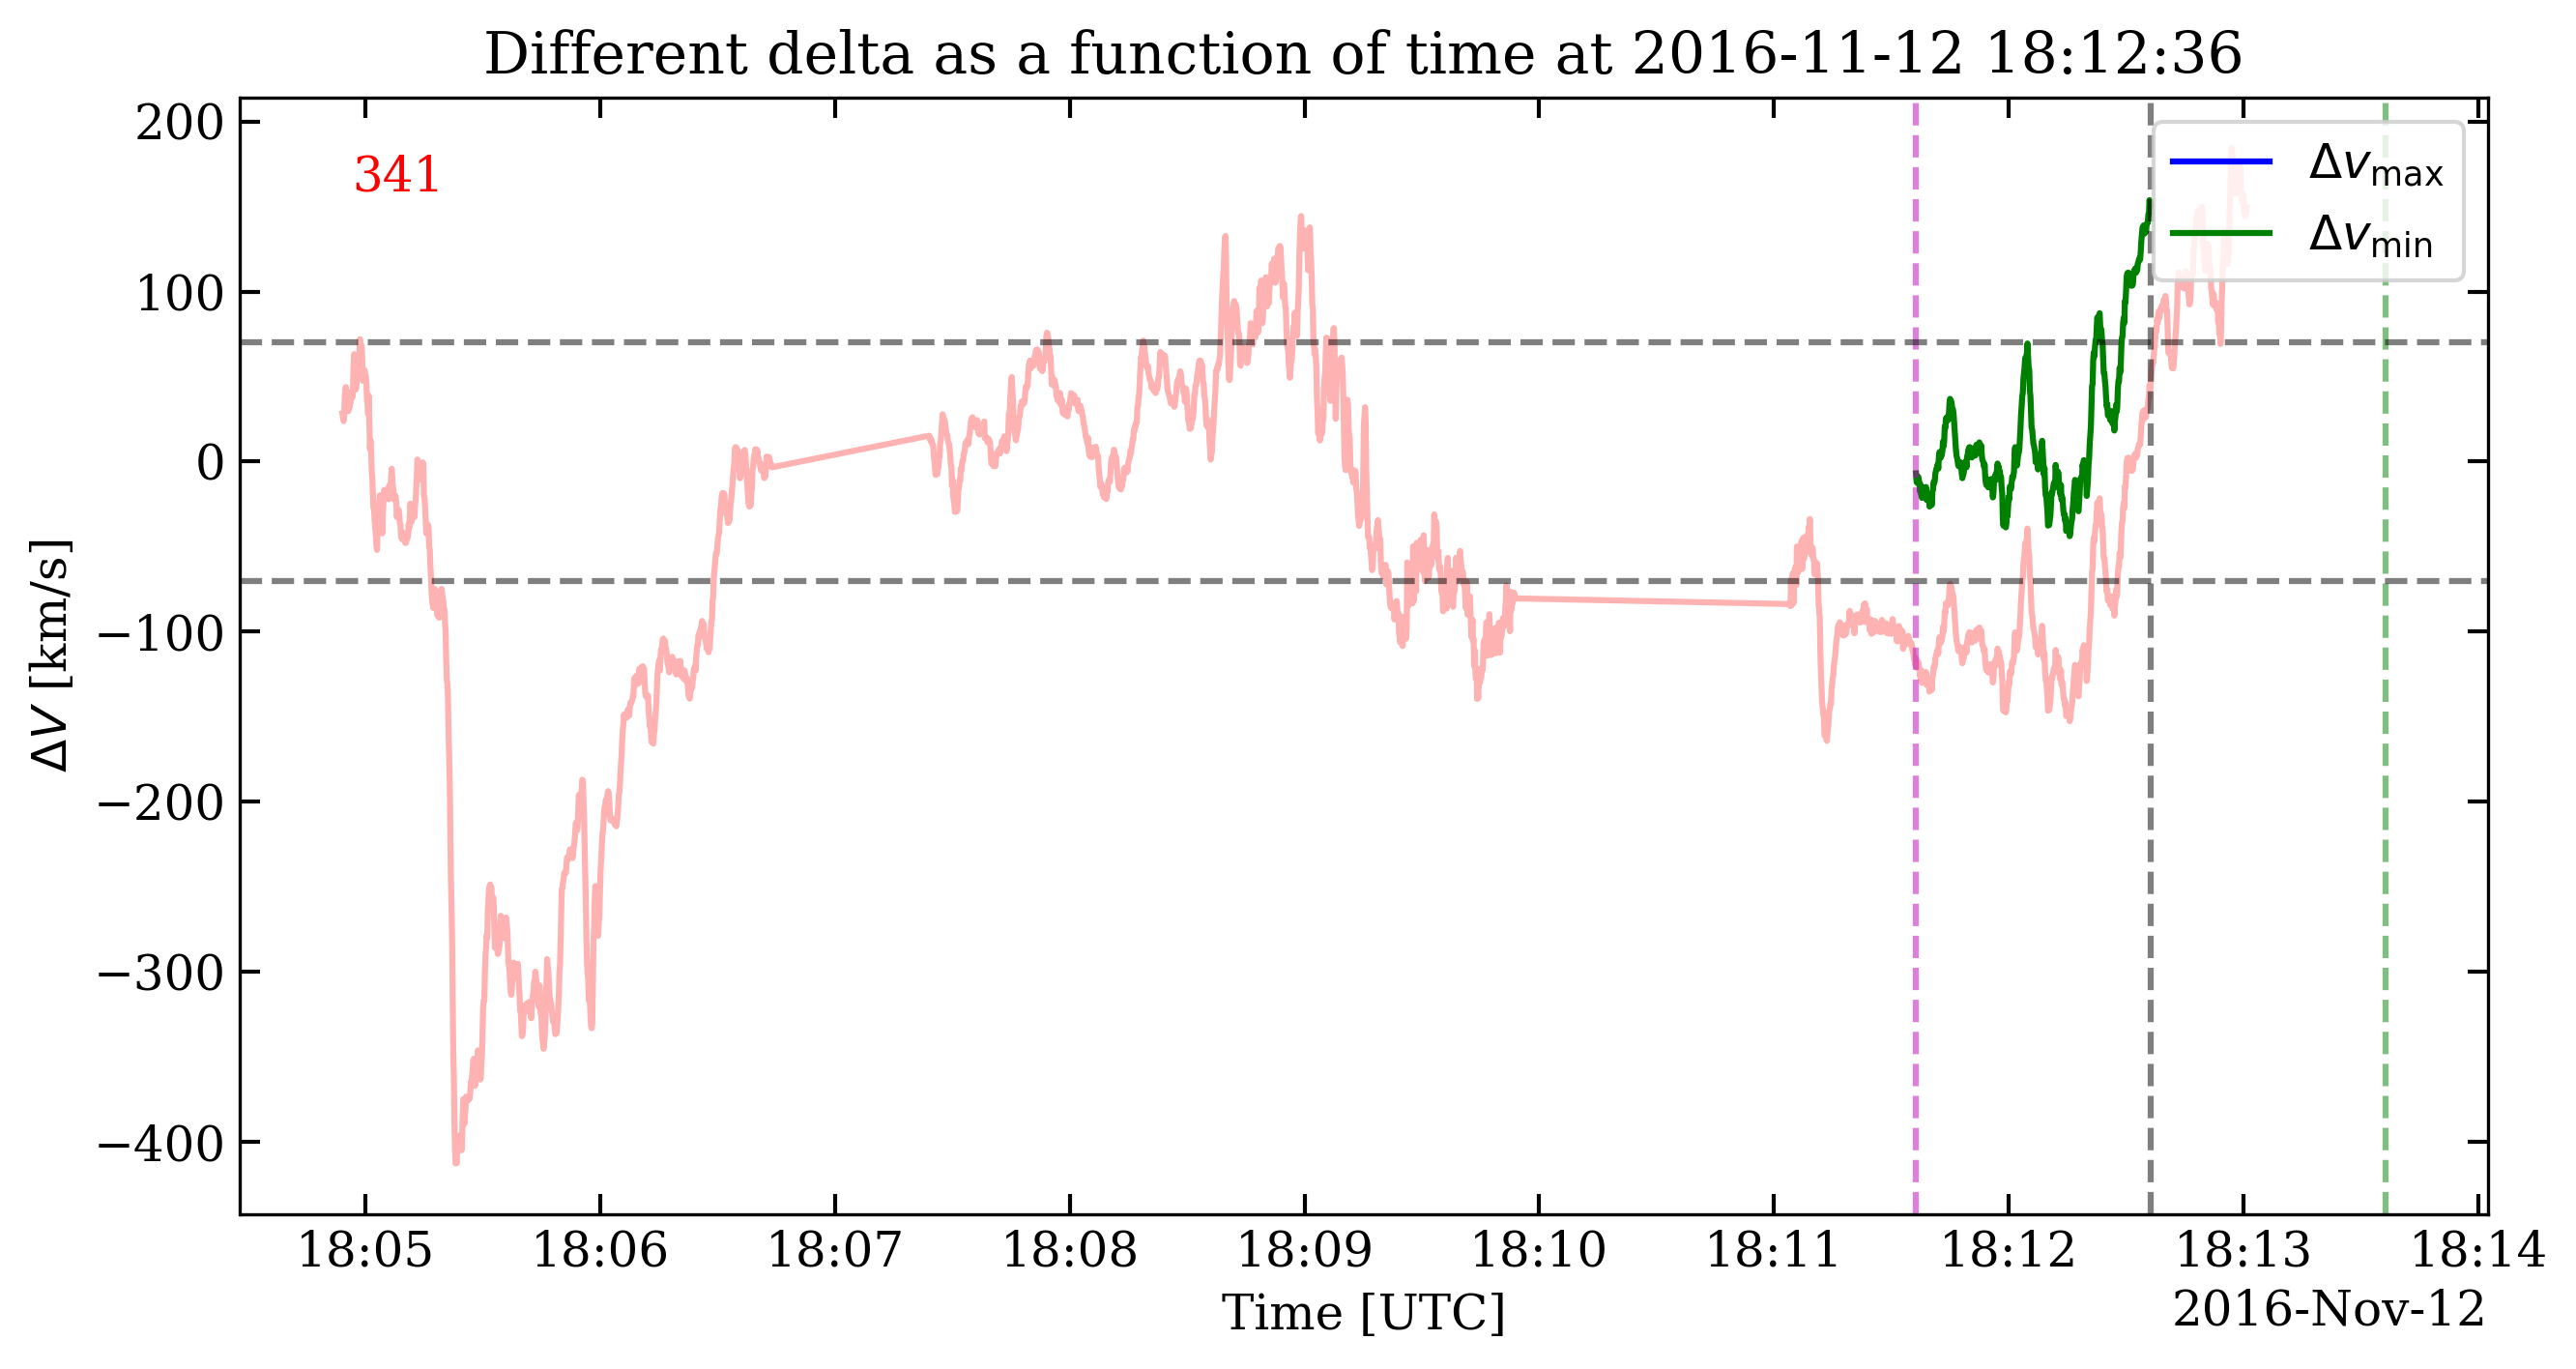 Different delta as a function of time at 2016-11-12 18:12:36
341
Δv_max
Δv_min
ΔV [km/s]
200
100
0
−100
−200
−300
−400
18:05 18:06 18:07 18:08 18:09 18:10 18:11 18:12 18:13 18:14
Time [UTC]
2016-Nov-12